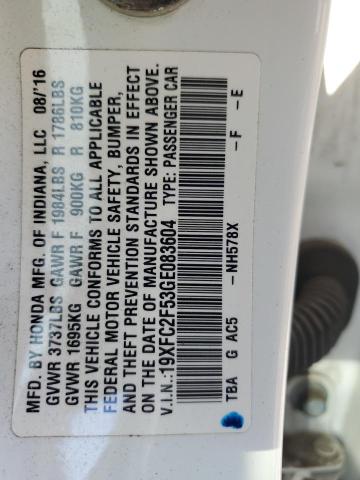 MFD. BY HONDA MFG. OF INDIANA, LLC 08/'16
GVWR 3737LBS GAWR F 1984LBS R 1786LBS
GVWR 1695KG GAWR F 900KG R 810KG
THIS VEHICLE CONFORMS TO ALL APPLICABLE
FEDERAL MOTOR VEHICLE SAFETY, BUMPER,
AND THEFT PREVENTION STANDARDS IN EFFECT
ON THE DATE OF MANUFACTURE SHOWN ABOVE.
V.I.N.:19XFC2F53GE083604 TYPE: PASSENGER CAR
TBA G AC5 -NH578X -F -E